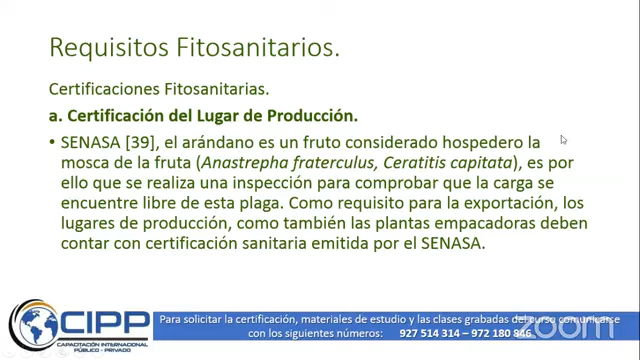 Requisitos Fitosanitarios.
Certificaciones Fitosanitarias.
a. Certificación del Lugar de Producción.
• SENASA [39], el arándano es un fruto considerado hospedero la
mosca de la fruta (Anastrepha fraterculus, Ceratitis capitata), es por
ello que se realiza una inspección para comprobar que la carga se
encuentre libre de esta plaga. Como requisito para la exportación, los
lugares de producción, como también las plantas empacadoras deben
contar con certificación sanitaria emitida por el SENASA.
CIPP
CAPACITACIÓN INTERNACIONAL
PÚBLICO - PRIVADO
Para solicitar la certificación, materiales de estudio y las clases grabadas del curso comunicarse
con los siguientes números: 927 514 314 – 972 180 846
zoom